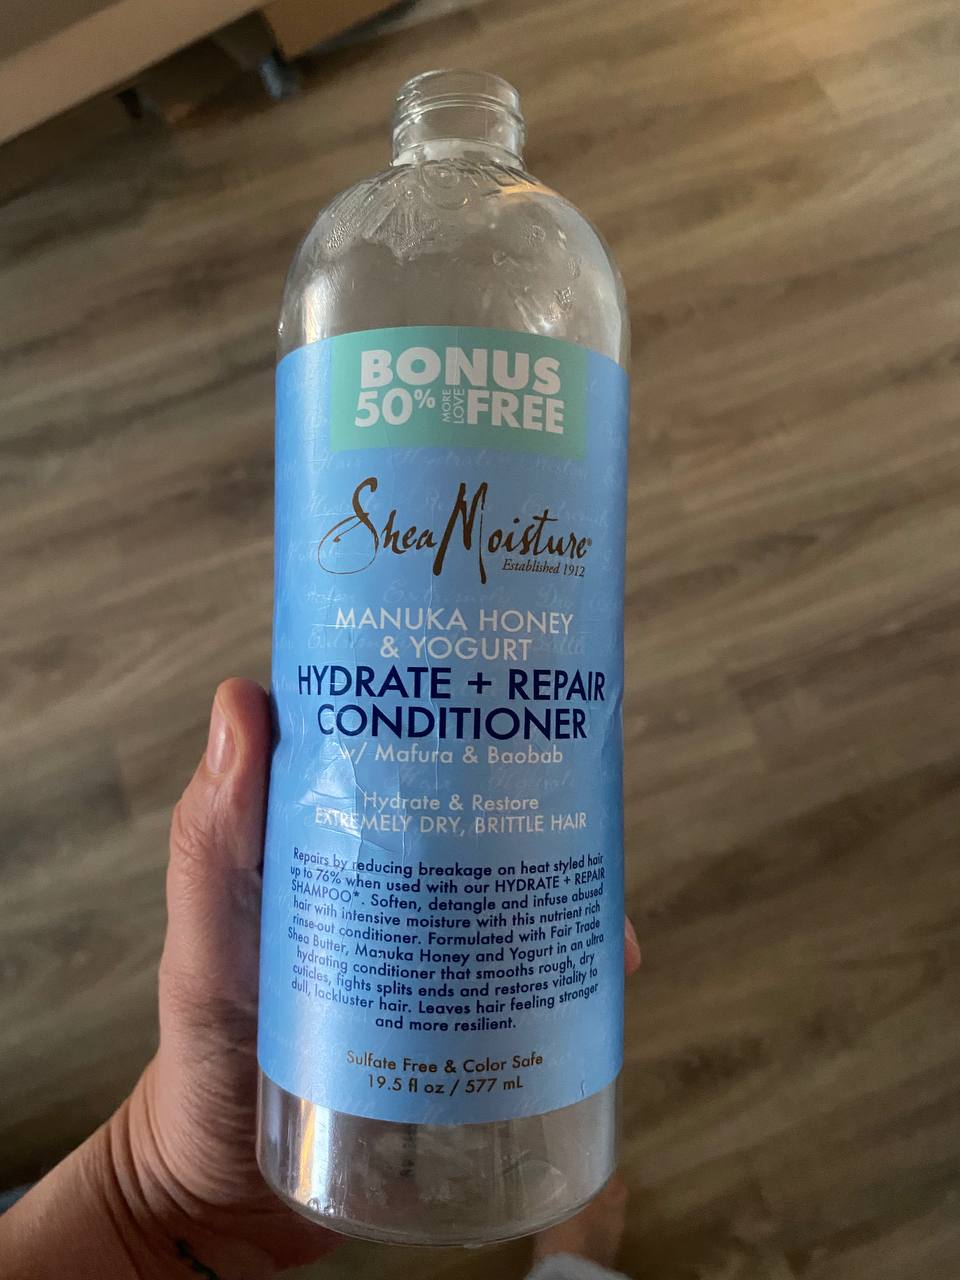 BONUS
50% MORE LOVE FREE
SheaMoisture®
Established 1912
MANUKA HONEY
& YOGURT
HYDRATE + REPAIR
CONDITIONER
w/ Mafura & Baobab
Hydrate & Restore
EXTREMELY DRY, BRITTLE HAIR
Repairs by reducing breakage on heat styled hair
up to 76% when used with our HYDRATE + REPAIR
SHAMPOO*. Soften, detangle and infuse abused
hair with intensive moisture with this nutrient rich
rinse-out conditioner. Formulated with Fair Trade
Shea Butter, Manuka Honey and Yogurt in an ultra
hydrating conditioner that smooths rough, dry
cuticles, fights splits ends and restores vitality to
dull, lackluster hair. Leaves hair feeling stronger
and more resilient.
Sulfate Free & Color Safe
19.5 fl oz / 577 mL